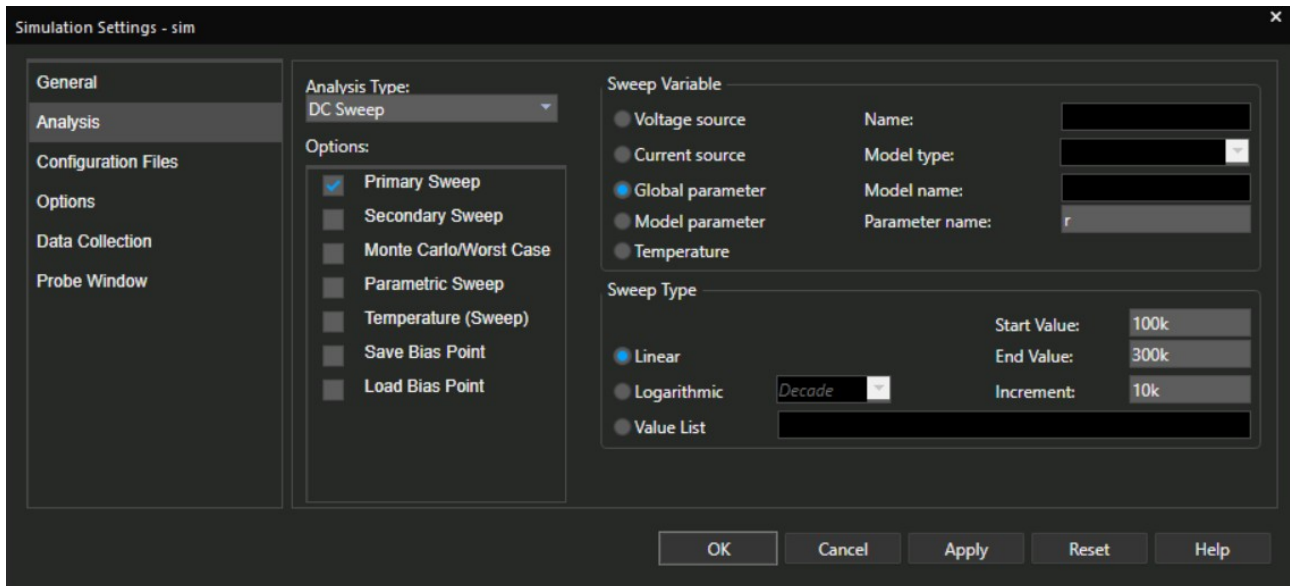 Simulation Settings - sim
General
Analysis
Configuration Files
Options
Data Collection
Probe Window
Analysis Type:
DC Sweep
Options:
Primary Sweep
Secondary Sweep
Monte Carlo/Worst Case
Parametric Sweep
Temperature (Sweep)
Save Bias Point
Load Bias Point
Sweep Variable
Voltage source
Name:
Current source
Model type:
Global parameter
Model name:
Model parameter
Parameter name:
r
Temperature
Sweep Type
Start Value:
100k
Linear
End Value:
300k
Logarithmic
Decade
Increment:
10k
Value List
OK
Cancel
Apply
Reset
Help